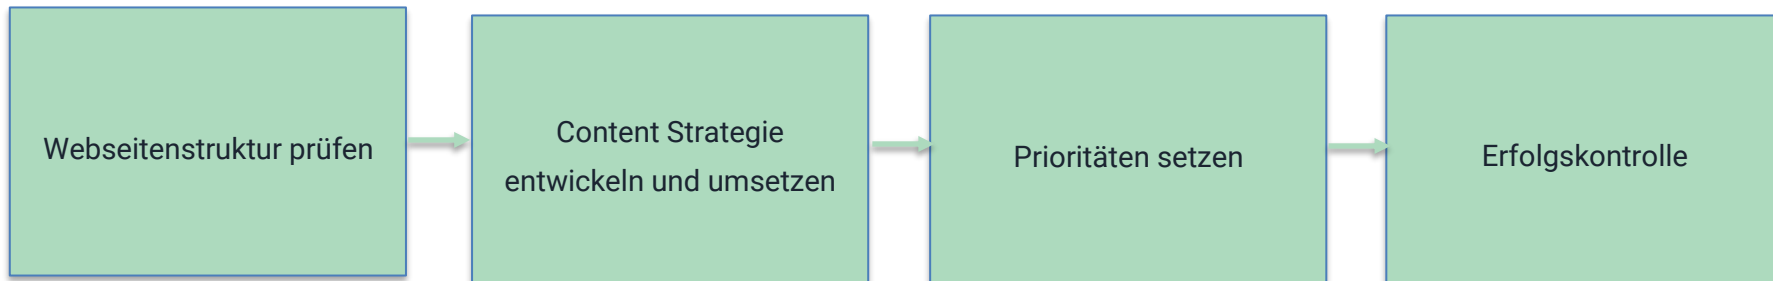 Webseitenstruktur prüfen
Content Strategie
entwickeln und umsetzen
Prioritäten setzen
Erfolgskontrolle